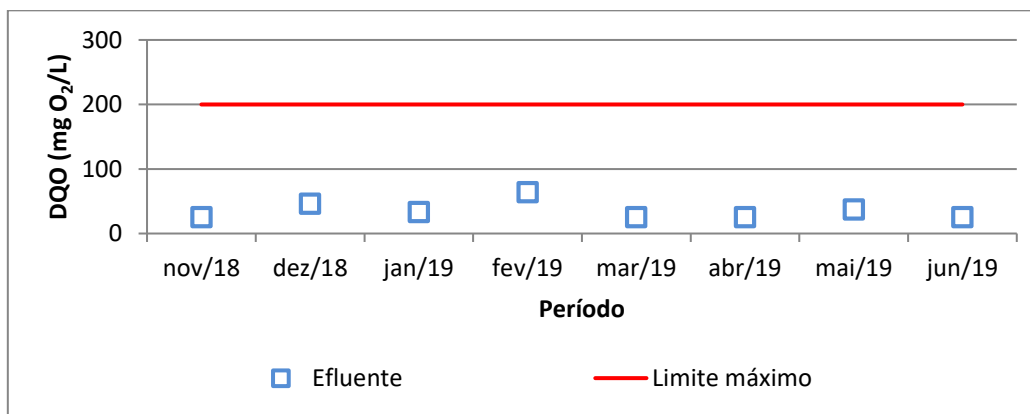 DQO (mg O₂/L)
300
200
100
0
nov/18 dez/18 jan/19 fev/19 mar/19 abr/19 mai/19 jun/19
Período
Efluente Limite máximo